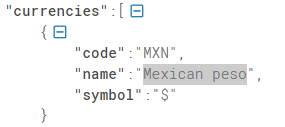 "currencies":[
{
"code":"MXN",
"name":"Mexican peso",
"symbol":"$"
}